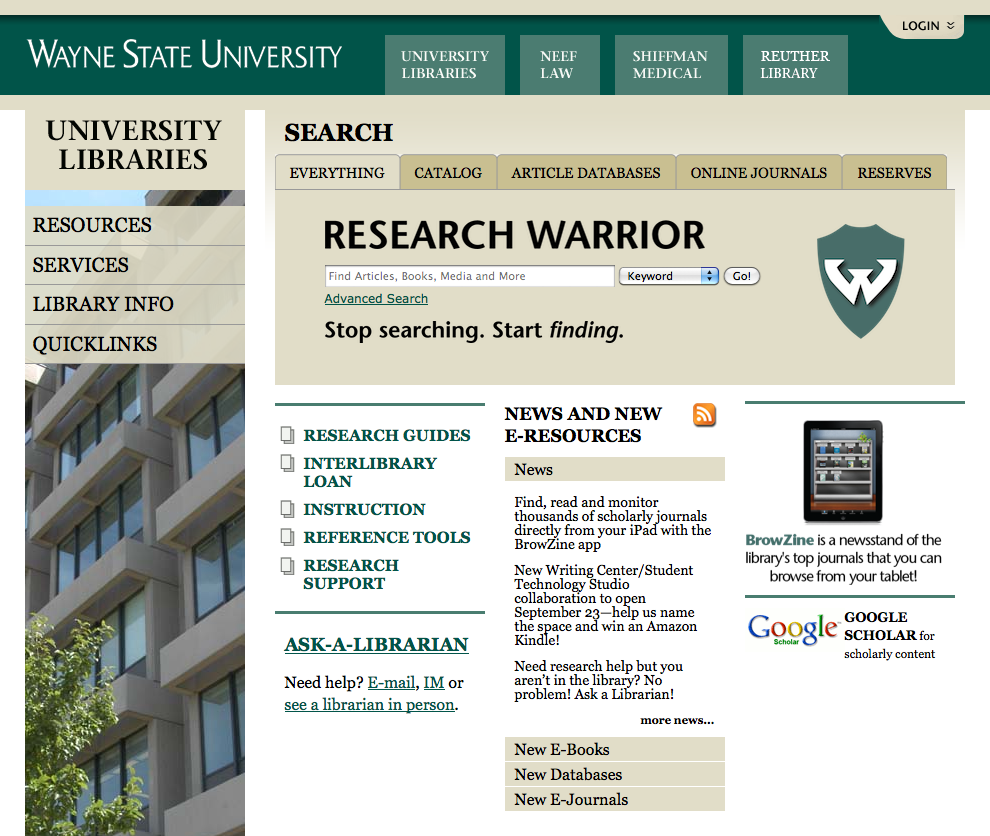 LOGIN
WAYNE STATE UNIVERSITY
UNIVERSITY
LIBRARIES
NEEF
LAW
SHIFFMAN
MEDICAL
REUTHER
LIBRARY
UNIVERSITY
LIBRARIES
RESOURCES
SERVICES
LIBRARY INFO
QUICKLINKS
SEARCH
EVERYTHING CATALOG ARTICLE DATABASES ONLINE JOURNALS RESERVES
RESEARCH WARRIOR
Find Articles, Books, Media and More Keyword Go!
Advanced Search
Stop searching. Start finding.
W
RESEARCH GUIDES
INTERLIBRARY
LOAN
INSTRUCTION
REFERENCE TOOLS
RESEARCH
SUPPORT
ASK-A-LIBRARIAN
Need help? E-mail, IM or
see a librarian in person.
NEWS AND NEW
E-RESOURCES
News
Find, read and monitor
thousands of scholarly journals
directly from your iPad with the
BrowZine app
New Writing Center/Student
Technology Studio
collaboration to open
September 23—help us name
the space and win an Amazon
Kindle!
Need research help but you
aren't in the library? No
problem! Ask a Librarian!
more news...
New E-Books
New Databases
New E-Journals
BrowZine is a newsstand of the
library's top journals that you can
browse from your tablet!
Google
Scholar
GOOGLE
SCHOLAR for
scholarly content